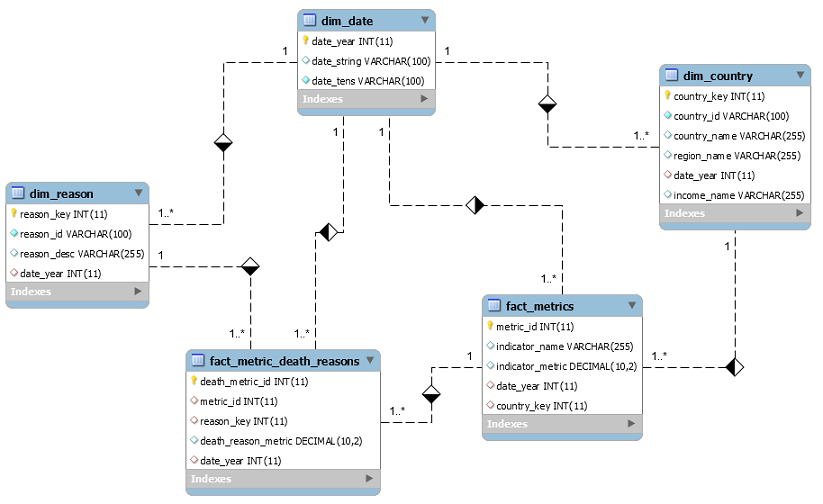 dim_date
date_year INT(11)
date_string VARCHAR(100)
date_tens VARCHAR(100)
Indexes
1
1
1
1
dim_country
country_key INT(11)
country_id VARCHAR(100)
country_name VARCHAR(255)
region_name VARCHAR(255)
date_year INT(11)
income_name VARCHAR(255)
Indexes
1..*
1
dim_reason
reason_key INT(11)
reason_id VARCHAR(100)
reason_desc VARCHAR(255)
date_year INT(11)
Indexes
1..*
1
fact_metrics
metric_id INT(11)
indicator_name VARCHAR(255)
indicator_metric DECIMAL(10,2)
date_year INT(11)
country_key INT(11)
Indexes
1..*
1..*
1
fact_metric_death_reasons
death_metric_id INT(11)
metric_id INT(11)
reason_key INT(11)
death_reason_metric DECIMAL(10,2)
date_year INT(11)
Indexes
1..*
1..*
1..*